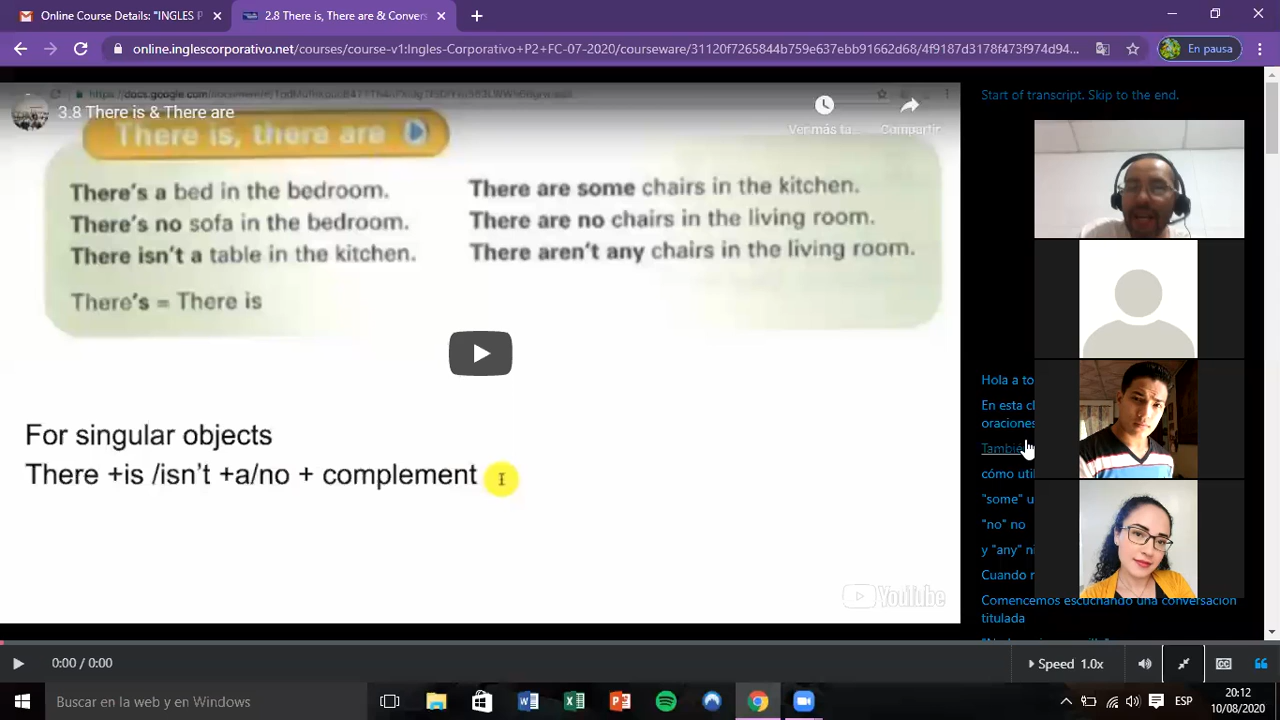 Online Course Details: "INGLES P
2.8 There is, There are & Convers
online.inglescorporativo.net/courses/course-v1:Ingles-Corporativo+P2+FC-07-2020/courseware/31120f7265844b759e637ebb91662d68/4f9187d3178f473f974d94...
En pausa
3.8 There is & There are
Ver más ta...
Compartir
Start of transcript. Skip to the end.
There is, there are
There's a bed in the bedroom.
There's no sofa in the bedroom.
There isn't a table in the kitchen.
There's = There is
There are some chairs in the kitchen.
There are no chairs in the living room.
There aren't any chairs in the living room.
For singular objects
There +is /isn't +a/no + complement
YouTube
Hola a to
En esta cl
oraciones
Tambié
cómo util
"some" u
"no" no
y "any" ni
Cuando
Comencemos escuchando una conversación
titulada
0:00 / 0:00
Speed 1.0x
CC
Buscar en la web y en Windows
ESP
20:12
10/08/2020